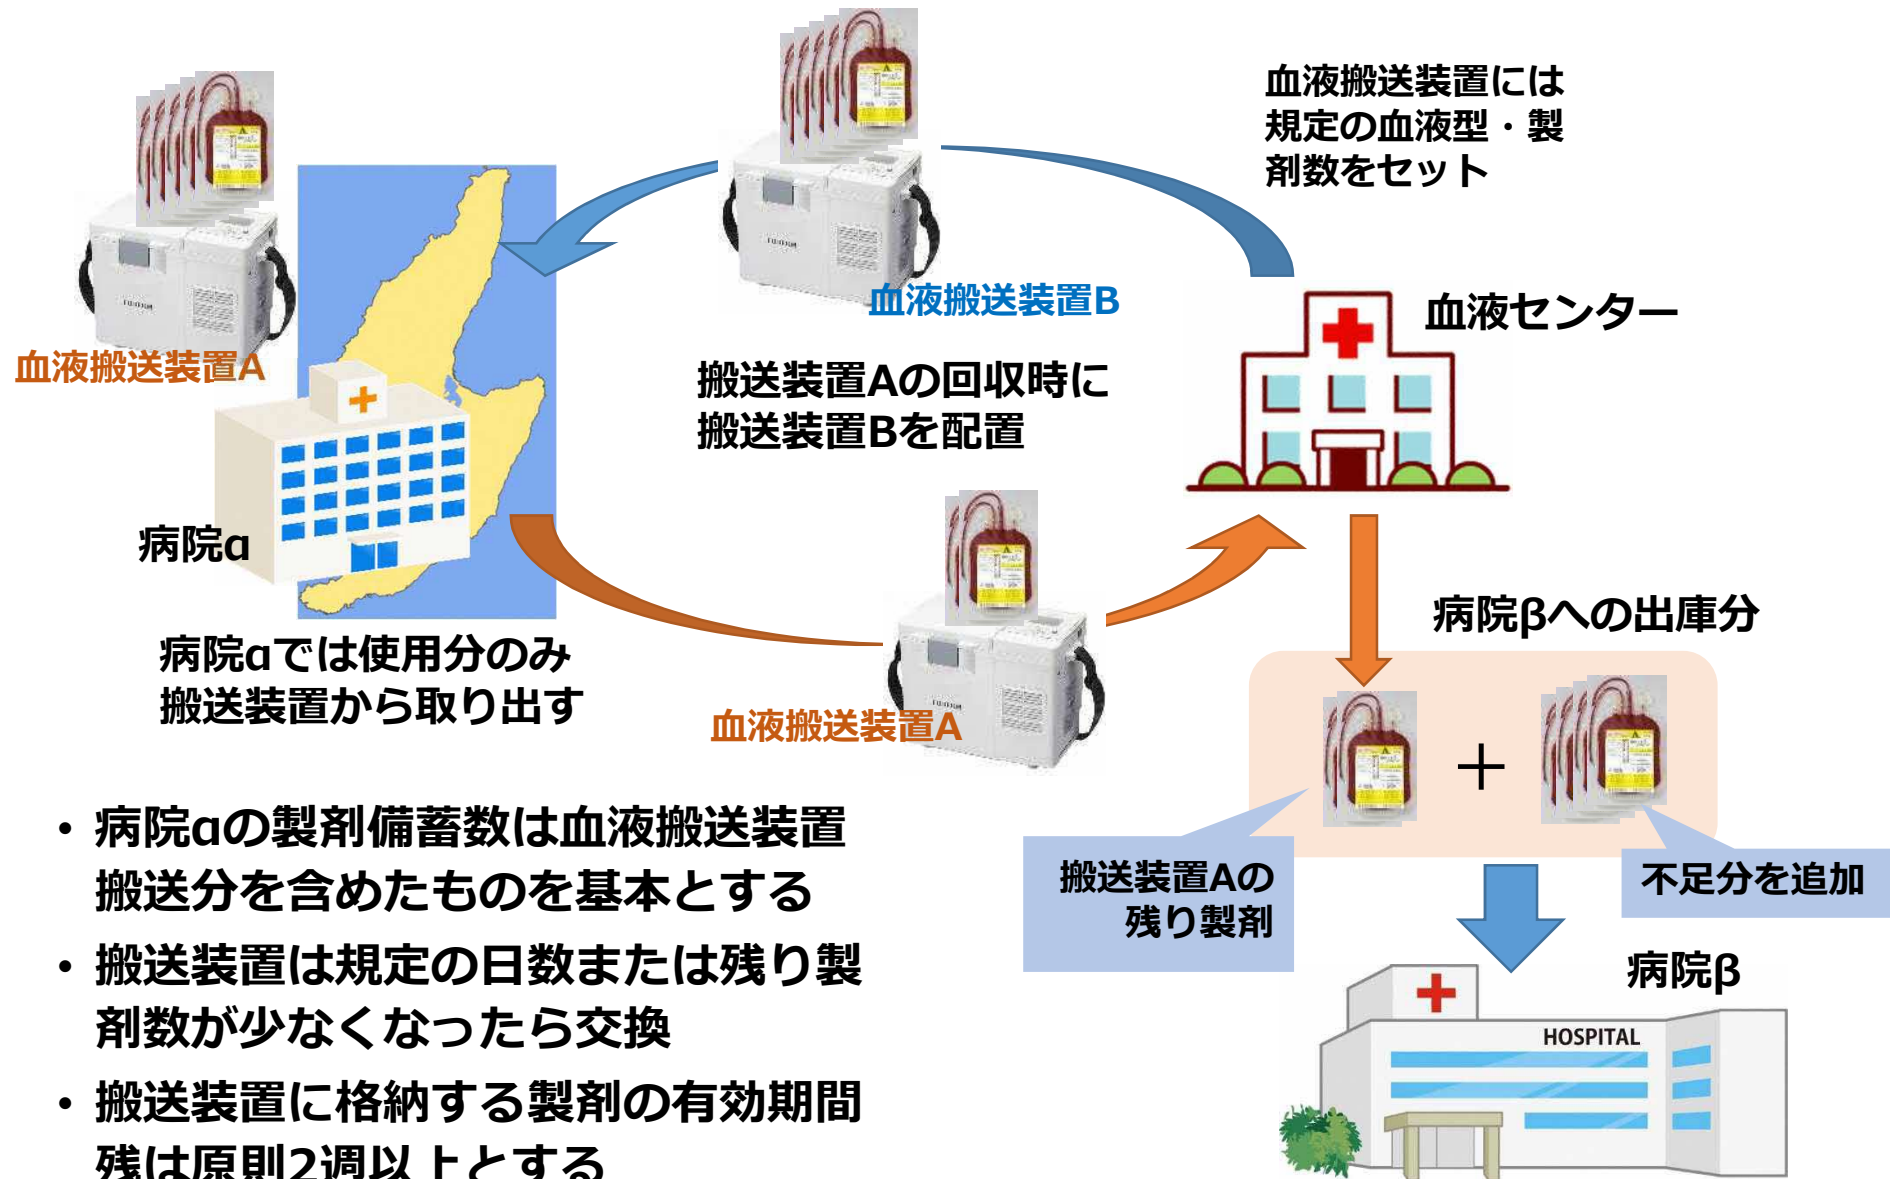 血液搬送装置には
規定の血液型・製
剤数をセット
血液搬送装置A
血液搬送装置B
血液センター
搬送装置Aの回収時に
搬送装置Bを配置
病院α
病院αでは使用分のみ
搬送装置から取り出す
血液搬送装置A
病院βへの出庫分
＋
搬送装置Aの
残り製剤
不足分を追加
病院β
HOSPITAL
・病院αの製剤備蓄数は血液搬送装置
搬送分を含めたものを基本とする
・搬送装置は規定の日数または残り製
剤数が少なくなったら交換
・搬送装置に格納する製剤の有効期間
残は原則2週以上とする